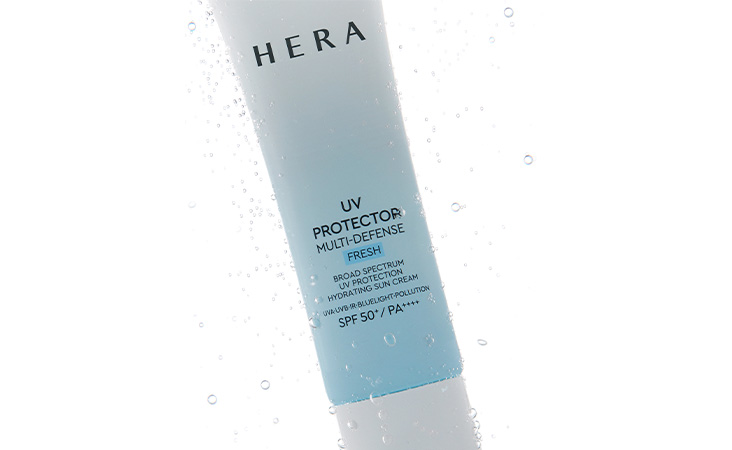 HERA
UV
PROTECTOR
MULTI-DEFENSE
FRESH
BROAD SPECTRUM
UV PROTECTION
HYDRATING SUN CREAM
UVA·UVB·IR·BLUELIGHT·POLLUTION
SPF 50+ / PA++++